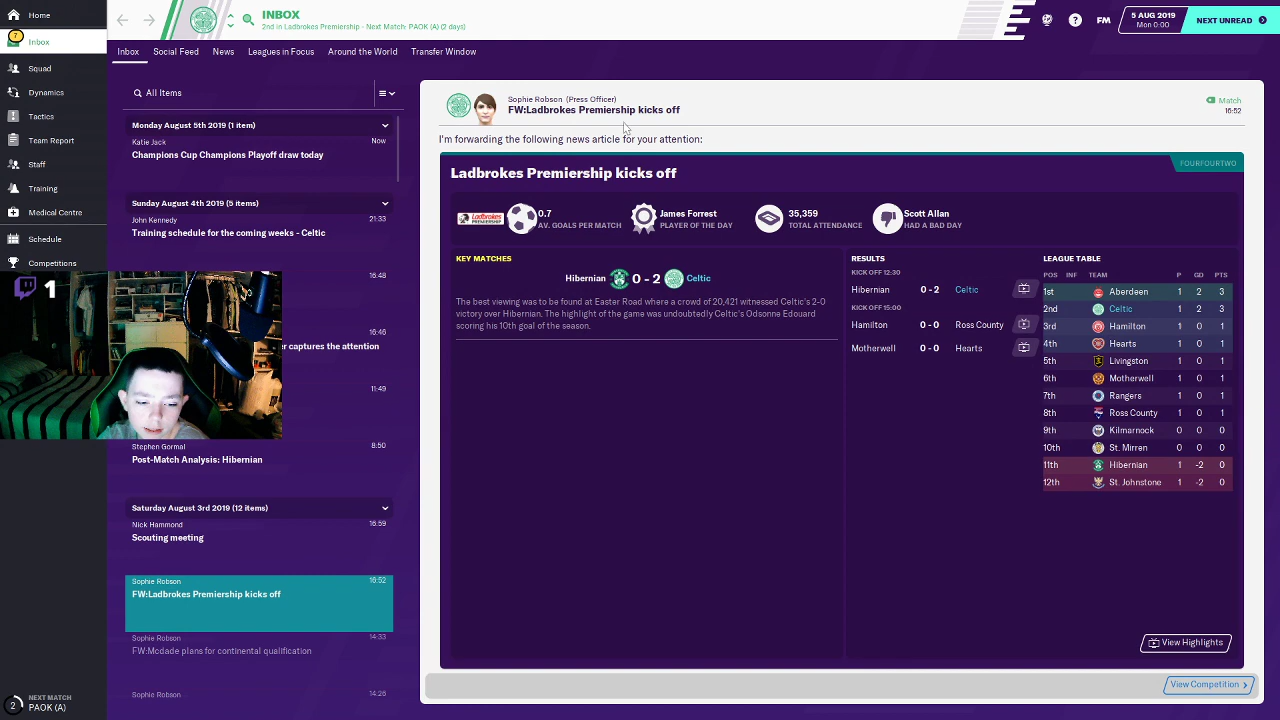 Home
7
Inbox
Squad
Dynamics
Tactics
Team Report
Staff
Training
Medical Centre
Schedule
Competitions
1
2
NEXT MATCH
PAOK (A)
INBOX
2nd in Ladbrokes Premiership - Next Match: PAOK (A) (2 days)
?
FM
5 AUG 2019
Mon 0:00
NEXT UNREAD
Inbox Social Feed News Leagues in Focus Around the World Transfer Window
All Items
Monday August 5th 2019 (1 item)
Katie Jack Now
Champions Cup Champions Playoff draw today
Sunday August 4th 2019 (5 items)
John Kennedy 21:33
Training schedule for the coming weeks - Celtic
16:48
16:46
captures the attention
11:49
Stephen Gormal 8:50
Post-Match Analysis: Hibernian
Saturday August 3rd 2019 (12 items)
Nick Hammond 16:59
Scouting meeting
Sophie Robson 16:52
FW:Ladbrokes Premiership kicks off
Sophie Robson 14:33
FW:Mcdade plans for continental qualification
Sophie Robson 14:26
Sophie Robson (Press Officer)
FW:Ladbrokes Premiership kicks off
Match
16:52
I'm forwarding the following news article for your attention:
FOURFOURTWO
Ladbrokes Premiership kicks off
Ladbrokes
PREMIERSHIP
0.7
AV. GOALS PER MATCH
James Forrest
PLAYER OF THE DAY
35,359
TOTAL ATTENDANCE
Scott Allan
HAD A BAD DAY
KEY MATCHES
Hibernian 0 - 2 Celtic
The best viewing was to be found at Easter Road where a crowd of 20,421 witnessed Celtic's 2-0
victory over Hibernian. The highlight of the game was undoubtedly Celtic's Odsonne Edouard
scoring his 10th goal of the season.
RESULTS
KICK OFF 12:30
Hibernian 0 - 2 Celtic
KICK OFF 15:00
Hamilton 0 - 0 Ross County
Motherwell 0 - 0 Hearts
LEAGUE TABLE
POS INF TEAM P GD PTS
1st Aberdeen 1 2 3
2nd Celtic 1 2 3
3rd Hamilton 1 0 1
4th Hearts 1 0 1
5th Livingston 1 0 1
6th Motherwell 1 0 1
7th Rangers 1 0 1
8th Ross County 1 0 1
9th Kilmarnock 0 0 0
10th St. Mirren 0 0 0
11th Hibernian 1 -2 0
12th St. Johnstone 1 -2 0
View Highlights
View Competition